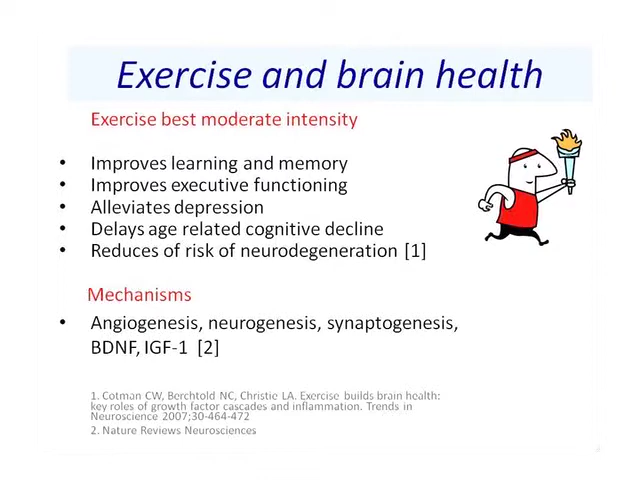 Exercise and brain health
Exercise best moderate intensity
• Improves learning and memory
• Improves executive functioning
• Alleviates depression
• Delays age related cognitive decline
• Reduces of risk of neurodegeneration [1]
Mechanisms
• Angiogenesis, neurogenesis, synaptogenesis,
BDNF, IGF-1 [2]
1. Cotman CW, Berchtold NC, Christie LA. Exercise builds brain health:
key roles of growth factor cascades and inflammation. Trends in
Neuroscience 2007;30-464-472
2. Nature Reviews Neurosciences